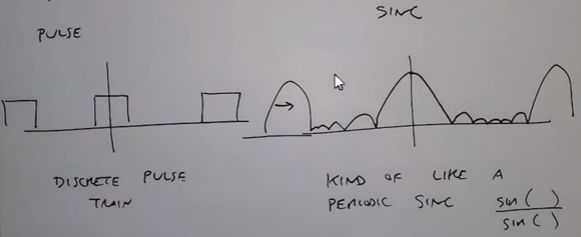 SINC
PULSE
DISCRETE PULSE
TRAIN
KIND OF LIKE A
PERIODIC SINC sin( )
sin( )